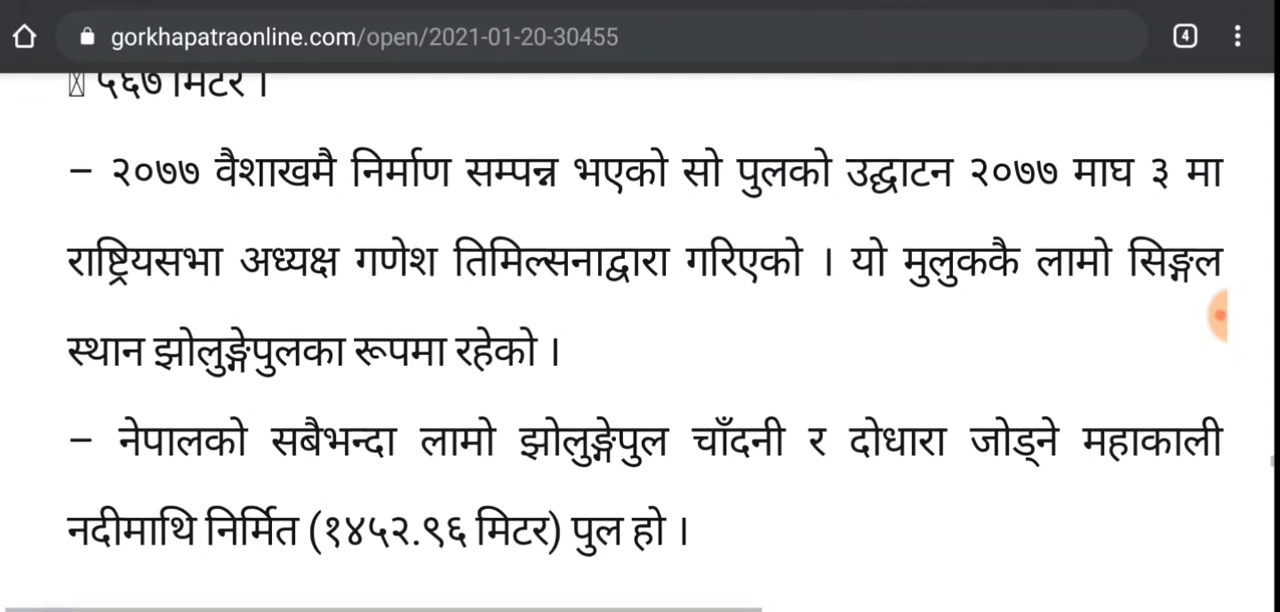 gorkhapatraonline.com/open/2021-01-20-30455
4
५६७ मिटर ।
– २०७७ वैशाखमै निर्माण सम्पन्न भएको सो पुलको उद्घाटन २०७७ माघ ३ मा
राष्ट्रियसभा अध्यक्ष गणेश तिमिल्सनाद्वारा गरिएको । यो मुलुककै लामो सिङ्गल
स्थान झोलुङ्गेपुलका रूपमा रहेको ।
– नेपालको सबैभन्दा लामो झोलुङ्गेपुल चाँदनी र दोधारा जोड्ने महाकाली
नदीमाथि निर्मित (१४५२.९६ मिटर) पुल हो ।